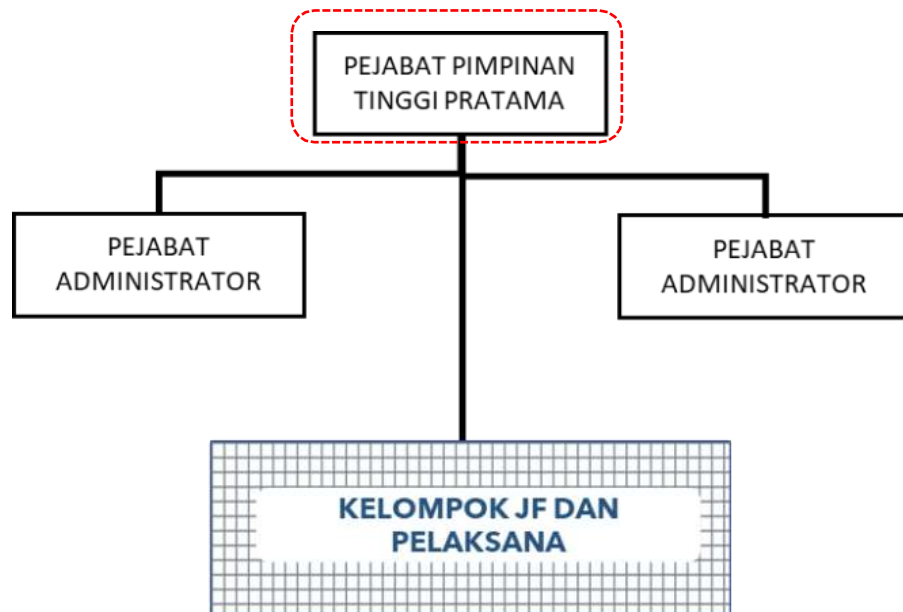 PEJABAT PIMPINAN
TINGGI PRATAMA
PEJABAT
ADMINISTRATOR
PEJABAT
ADMINISTRATOR
KELOMPOK JF DAN
PELAKSANA